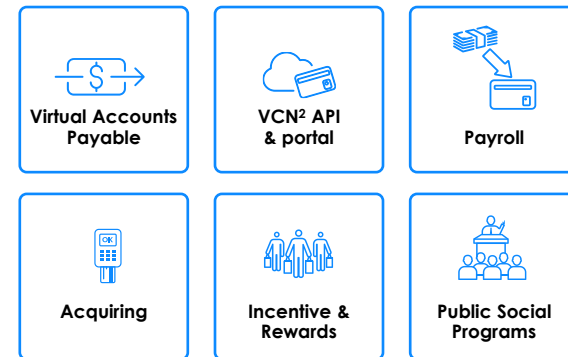 $
Virtual Accounts
Payable
VCN² API
& portal
Payroll
OK
Acquiring
Incentive &
Rewards
Public Social
Programs